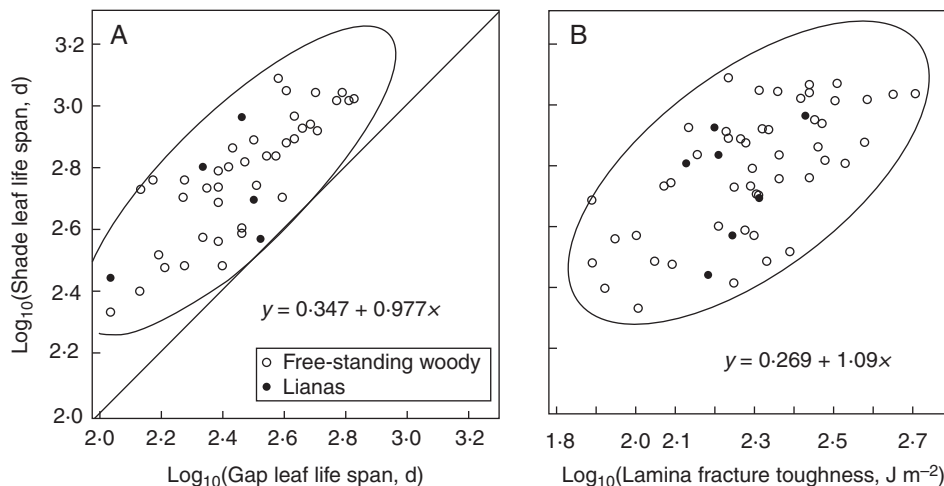 A
B
3·2
3·0
2·8
2·6
2·4
2·2
2·0
Log₁₀(Shade leaf life span, d)
y = 0·347 + 0·977×
Free-standing woody
Lianas
y = 0·269 + 1·09×
2·0 2·2 2·4 2·6 2·8 3·0 3·2
1·8 2·0 2·1 2·3 2·5 2·7
Log₁₀(Gap leaf life span, d)
Log₁₀(Lamina fracture toughness, J m⁻²)